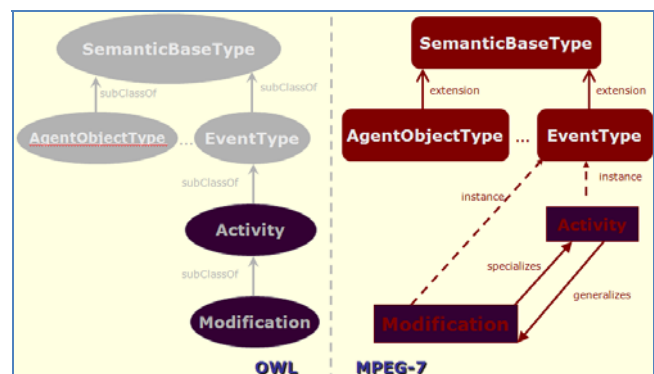 SemanticBaseType
subClassOf
subClassOf
AgentObjectType
...
EventType
subClassOf
Activity
subClassOf
Modification
OWL
SemanticBaseType
extension
extension
AgentObjectType
...
EventType
instance
instance
Activity
specializes
generalizes
Modification
MPEG-7